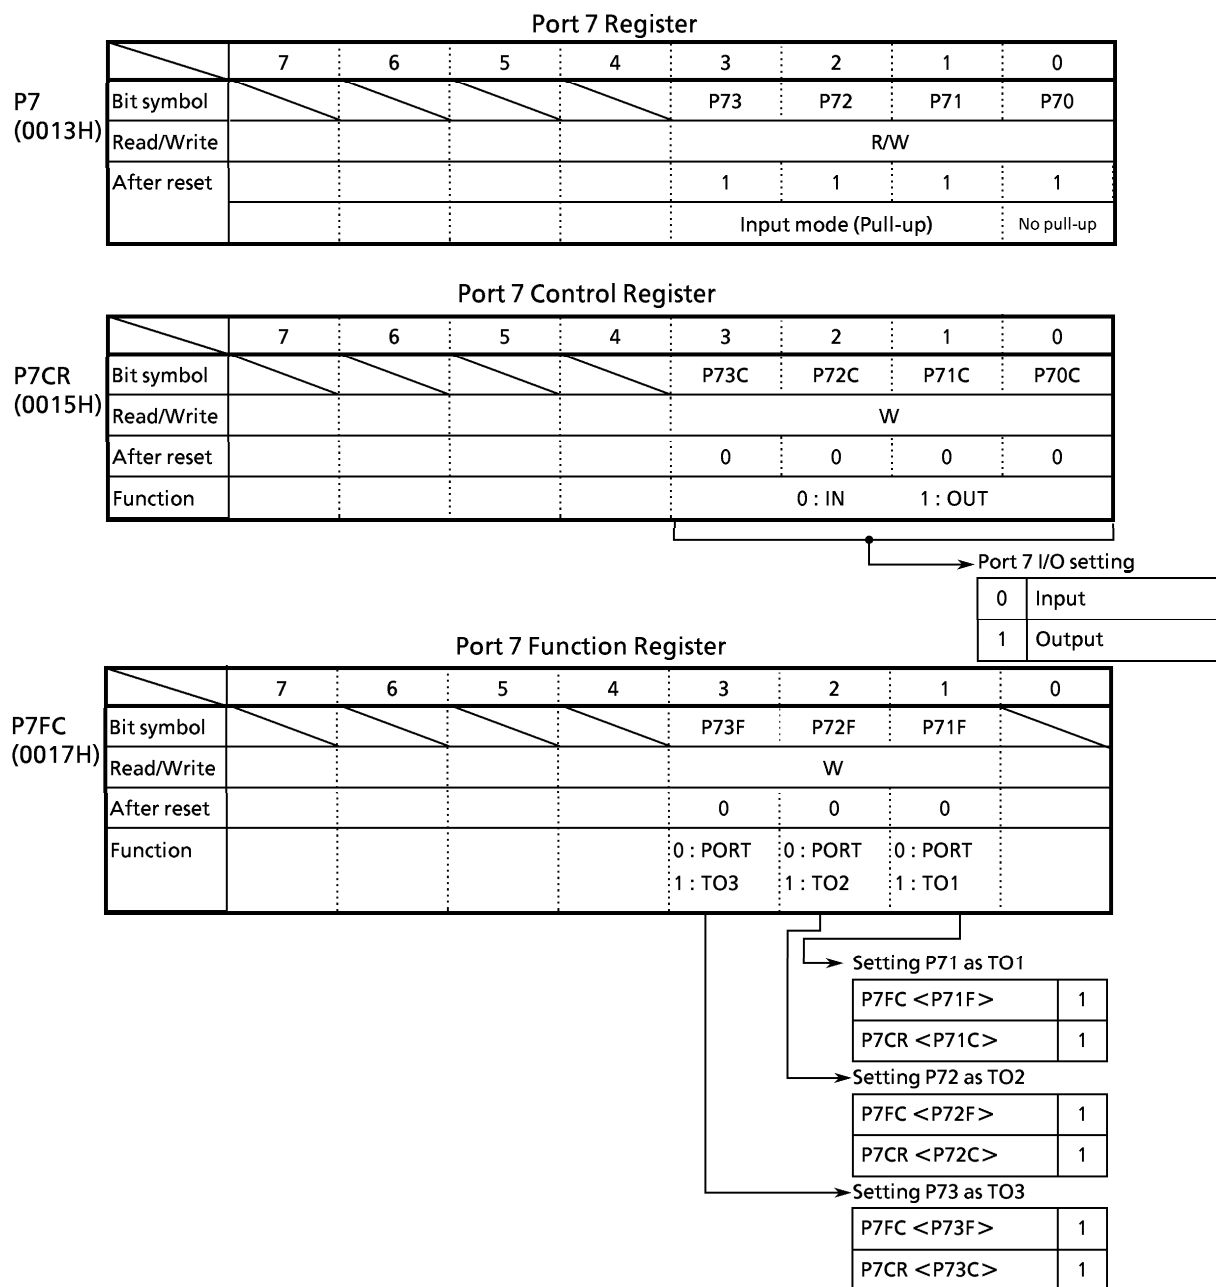 Port 7 Register
7 6 5 4 3 2 1 0
P7
(0013H)
Bit symbol P73 P72 P71 P70
Read/Write R/W
After reset 1 1 1 1
Input mode (Pull-up) No pull-up
Port 7 Control Register
7 6 5 4 3 2 1 0
P7CR
(0015H)
Bit symbol P73C P72C P71C P70C
Read/Write W
After reset 0 0 0 0
Function 0 : IN 1 : OUT
Port 7 I/O setting
0 Input
1 Output
Port 7 Function Register
7 6 5 4 3 2 1 0
P7FC
(0017H)
Bit symbol P73F P72F P71F
Read/Write W
After reset 0 0 0
Function 0 : PORT 0 : PORT 0 : PORT
1 : TO3 1 : TO2 1 : TO1
Setting P71 as TO1
P7FC <P71F> 1
P7CR <P71C> 1
Setting P72 as TO2
P7FC <P72F> 1
P7CR <P72C> 1
Setting P73 as TO3
P7FC <P73F> 1
P7CR <P73C> 1